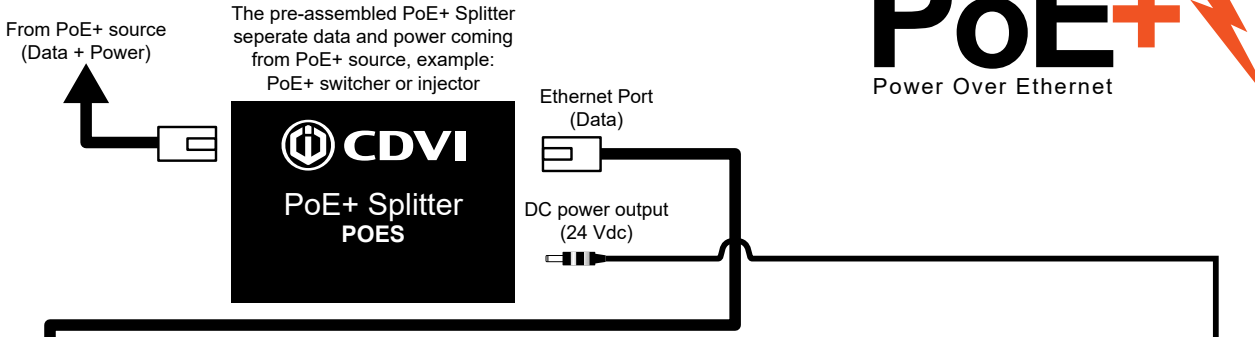 From PoE+ source
(Data + Power)
The pre-assembled PoE+ Splitter
seperate data and power coming
from PoE+ source, example:
PoE+ switcher or injector
CDVI
PoE+ Splitter
POES
Ethernet Port
(Data)
DC power output
(24 Vdc)
PoE+
Power Over Ethernet